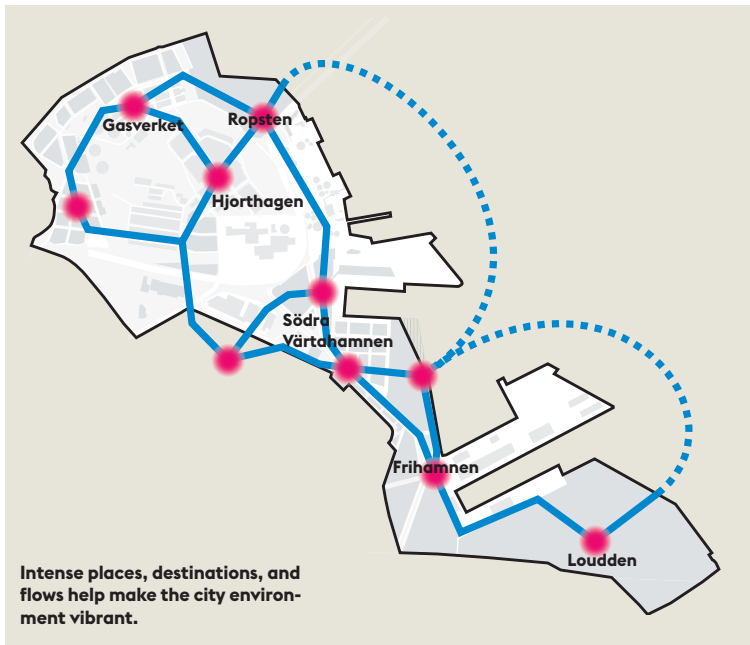 Gasverket
Ropsten
Hjorthagen
Södra
Värtahamnen
Frihamnen
Loudden
Intense places, destinations, and
flows help make the city environ-
ment vibrant.